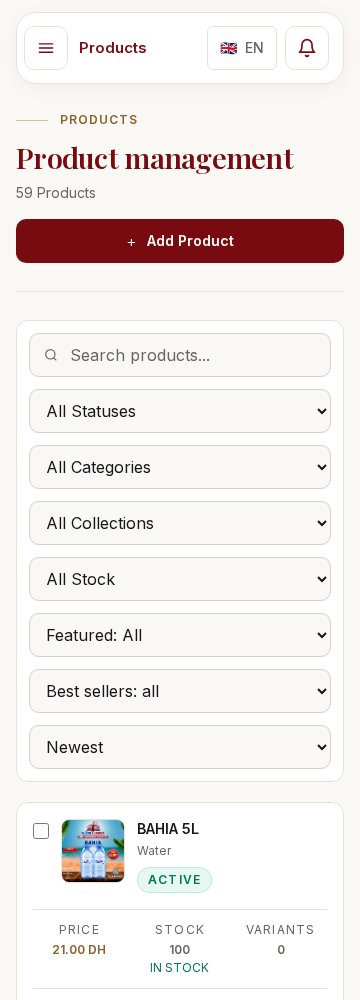 Products
EN
PRODUCTS
Product management
59 Products
+ Add Product
Search products...
All Statuses
All Categories
All Collections
All Stock
Featured: All
Best sellers: all
Newest
BAHIA 5L
Water
ACTIVE
PRICE STOCK VARIANTS
21.00 DH 100 0
IN STOCK